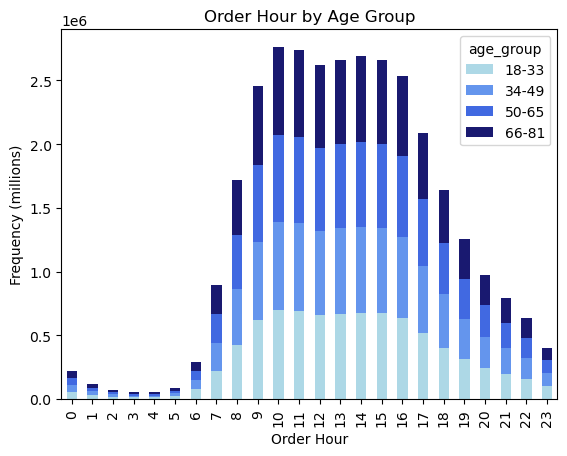 Order Hour by Age Group
1e6
age_group
18-33
34-49
50-65
66-81
2.5
2.0
1.5
1.0
0.5
0.0
Frequency (millions)
0 1 2 3 4 5 6 7 8 9 10 11 12 13 14 15 16 17 18 19 20 21 22 23
Order Hour